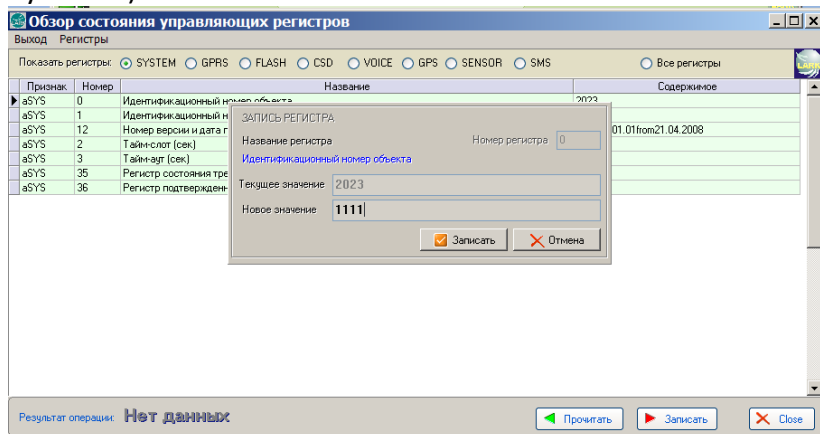 Обзор состояния управляющих регистров
Выход Регистры
Показать регистры: SYSTEM GPRS FLASH CSD VOICE GPS SENSOR SMS Все регистры
LARK
Признак Номер Название Содержимое
aSYS 0 Идентификационный номер объекта 2023
aSYS 1 Идентификационный н
aSYS 12 Номер версии и дата г 01.01from21.04.2008
aSYS 2 Тайм-слот (сек)
aSYS 3 Тайм-аут (сек)
aSYS 35 Регистр состояния тре
aSYS 36 Регистр подтвержден
ЗАПИСЬ РЕГИСТРА
Название регистра Номер регистра 0
Идентификационный номер объекта
Текущее значение 2023
Новое значение 1111
Записать Отмена
Результат операции: Нет данных Прочитать Записать Close